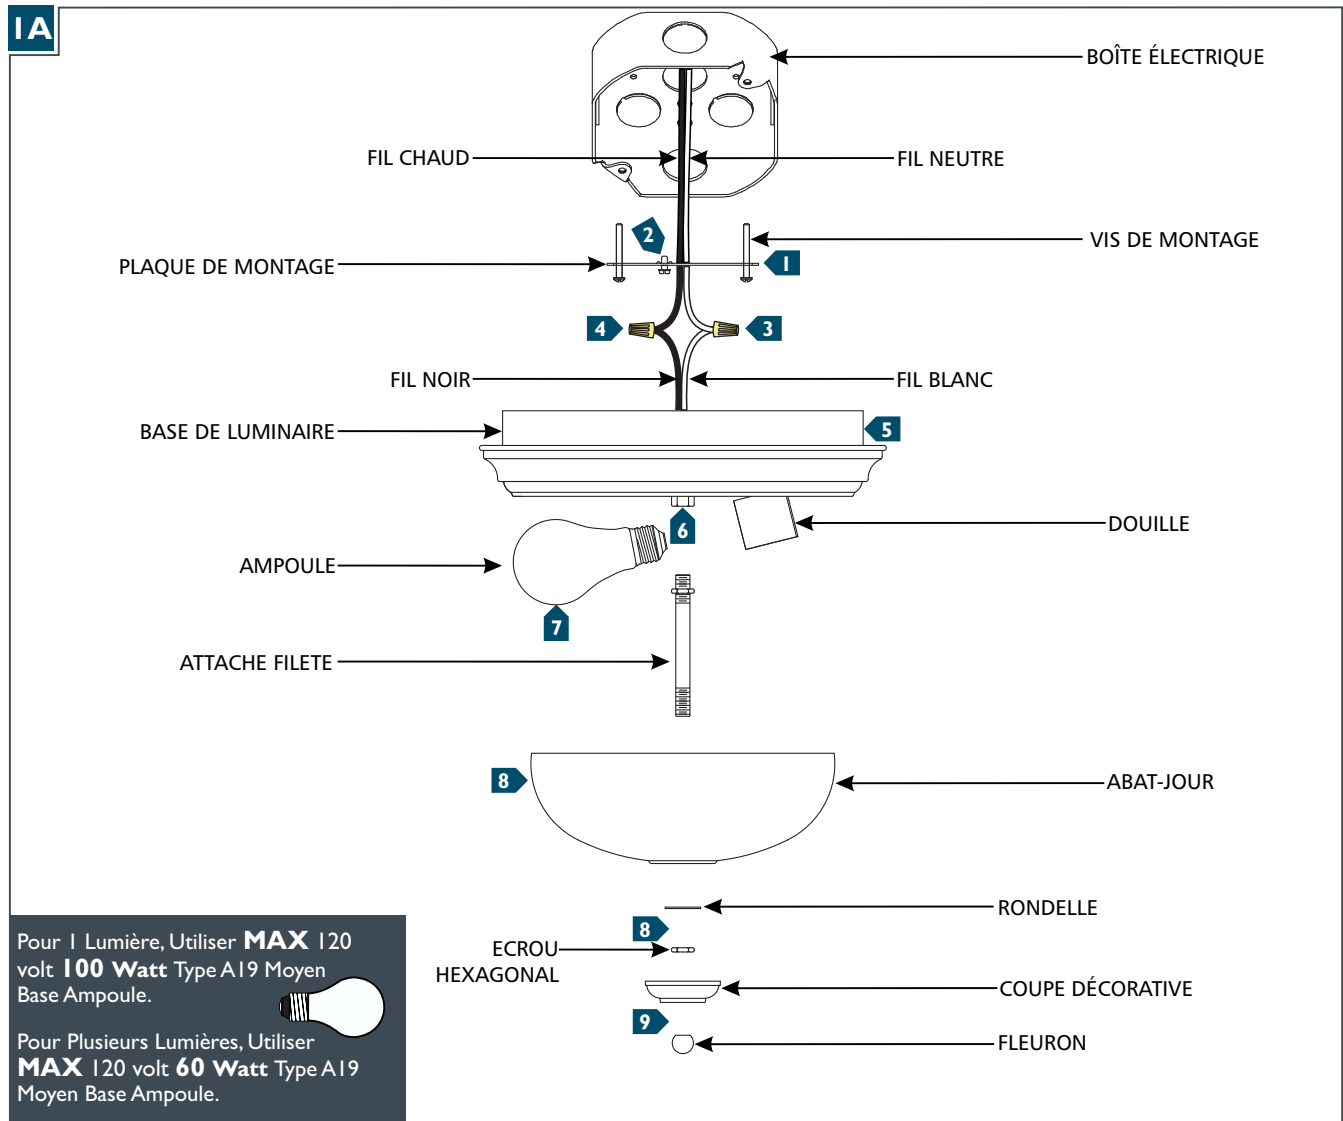 1A
BOÎTE ÉLECTRIQUE
FIL CHAUD
FIL NEUTRE
2
VIS DE MONTAGE
PLAQUE DE MONTAGE
1
4
3
FIL NOIR
FIL BLANC
BASE DE LUMINAIRE
5
6
DOUILLE
AMPOULE
7
ATTACHE FILETE
8
ABAT-JOUR
RONDELLE
8
ECROU
HEXAGONAL
COUPE DÉCORATIVE
9
FLEURON
Pour 1 Lumière, Utiliser MAX 120
volt 100 Watt Type A19 Moyen
Base Ampoule.
Pour Plusieurs Lumières, Utiliser
MAX 120 volt 60 Watt Type A19
Moyen Base Ampoule.